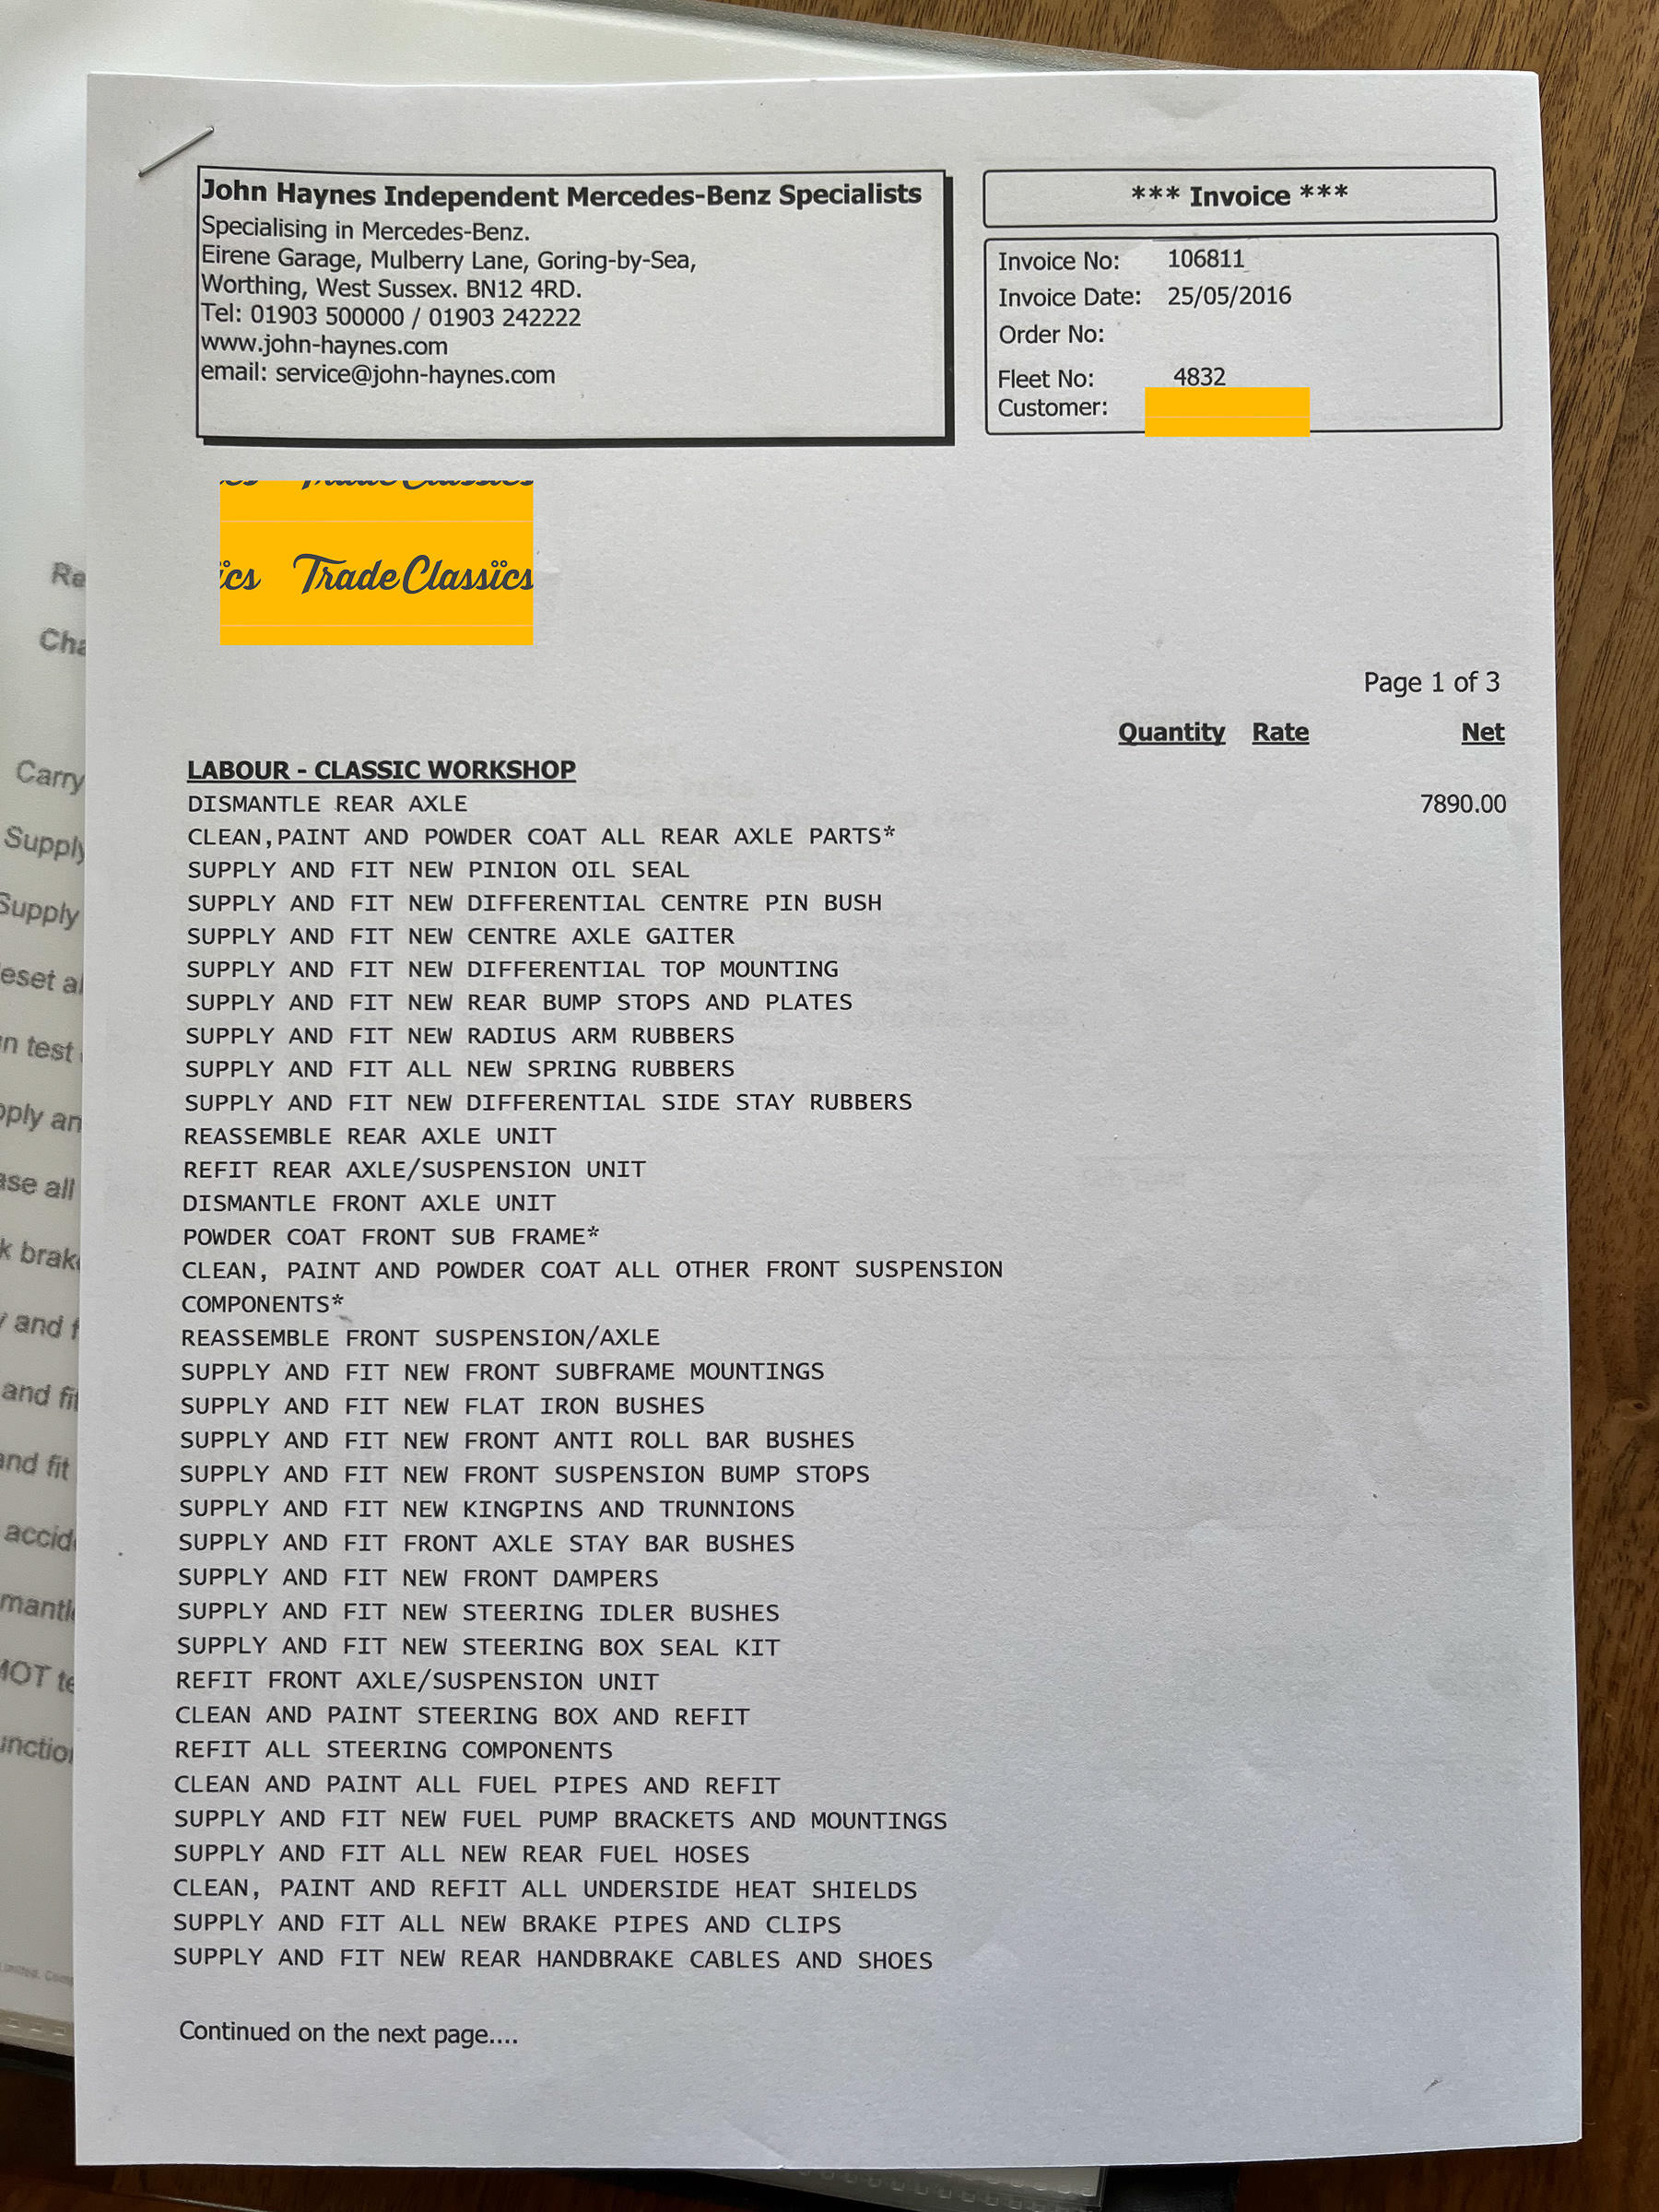 John Haynes Independent Mercedes-Benz Specialists
Specialising in Mercedes-Benz.
Eirene Garage, Mulberry Lane, Goring-by-Sea,
Worthing, West Sussex. BN12 4RD.
Tel: 01903 500000 / 01903 242222
www.john-haynes.com
email: service@john-haynes.com
*** Invoice ***
Invoice No: 106811
Invoice Date: 25/05/2016
Order No:
Fleet No: 4832
Customer:
ics TradeClassics
Page 1 of 3
Quantity Rate Net
LABOUR - CLASSIC WORKSHOP
DISMANTLE REAR AXLE 7890.00
CLEAN,PAINT AND POWDER COAT ALL REAR AXLE PARTS*
SUPPLY AND FIT NEW PINION OIL SEAL
SUPPLY AND FIT NEW DIFFERENTIAL CENTRE PIN BUSH
SUPPLY AND FIT NEW CENTRE AXLE GAITER
SUPPLY AND FIT NEW DIFFERENTIAL TOP MOUNTING
SUPPLY AND FIT NEW REAR BUMP STOPS AND PLATES
SUPPLY AND FIT NEW RADIUS ARM RUBBERS
SUPPLY AND FIT ALL NEW SPRING RUBBERS
SUPPLY AND FIT NEW DIFFERENTIAL SIDE STAY RUBBERS
REASSEMBLE REAR AXLE UNIT
REFIT REAR AXLE/SUSPENSION UNIT
DISMANTLE FRONT AXLE UNIT
POWDER COAT FRONT SUB FRAME*
CLEAN, PAINT AND POWDER COAT ALL OTHER FRONT SUSPENSION
COMPONENTS*
REASSEMBLE FRONT SUSPENSION/AXLE
SUPPLY AND FIT NEW FRONT SUBFRAME MOUNTINGS
SUPPLY AND FIT NEW FLAT IRON BUSHES
SUPPLY AND FIT NEW FRONT ANTI ROLL BAR BUSHES
SUPPLY AND FIT NEW FRONT SUSPENSION BUMP STOPS
SUPPLY AND FIT NEW KINGPINS AND TRUNNIONS
SUPPLY AND FIT FRONT AXLE STAY BAR BUSHES
SUPPLY AND FIT NEW FRONT DAMPERS
SUPPLY AND FIT NEW STEERING IDLER BUSHES
SUPPLY AND FIT NEW STEERING BOX SEAL KIT
REFIT FRONT AXLE/SUSPENSION UNIT
CLEAN AND PAINT STEERING BOX AND REFIT
REFIT ALL STEERING COMPONENTS
CLEAN AND PAINT ALL FUEL PIPES AND REFIT
SUPPLY AND FIT NEW FUEL PUMP BRACKETS AND MOUNTINGS
SUPPLY AND FIT ALL NEW REAR FUEL HOSES
CLEAN, PAINT AND REFIT ALL UNDERSIDE HEAT SHIELDS
SUPPLY AND FIT ALL NEW BRAKE PIPES AND CLIPS
SUPPLY AND FIT NEW REAR HANDBRAKE CABLES AND SHOES
Continued on the next page....
Carry
Supply
Supply
eset
test
ase all
and
and fit
and fit